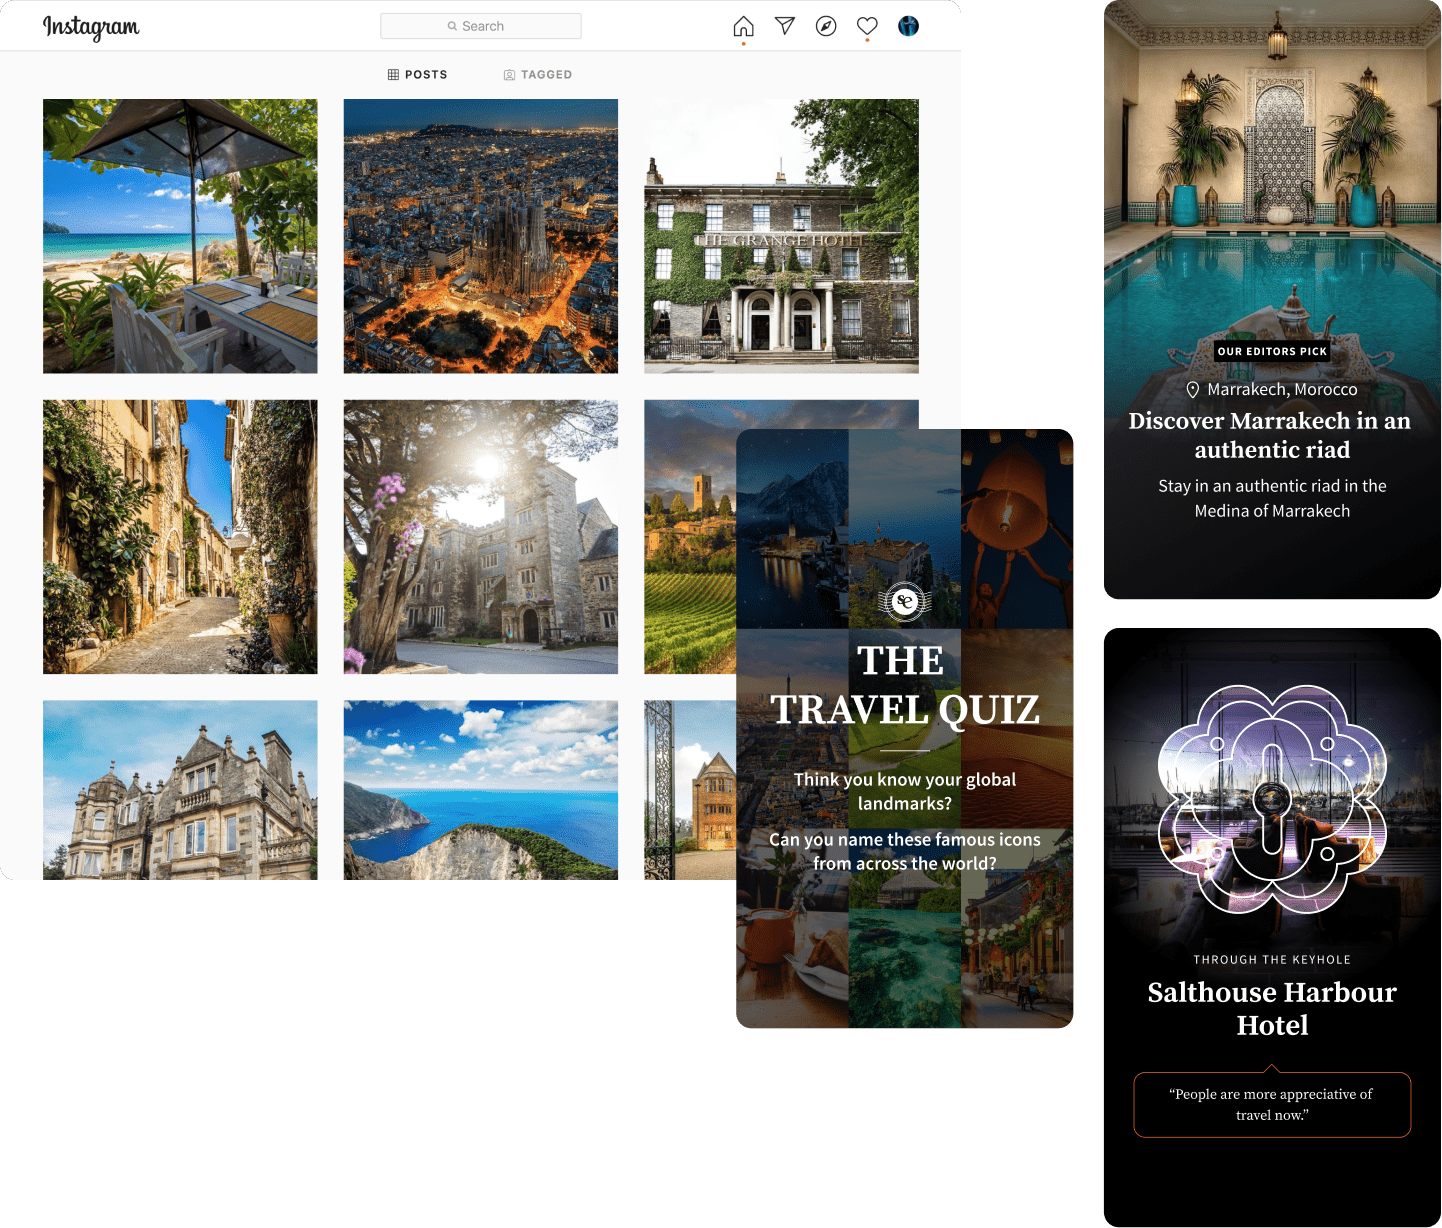 Instagram
Search
POSTS
TAGGED
THE GRANGE HOTEL
se
THE
TRAVEL QUIZ
Think you know your global
landmarks?
Can you name these famous icons
from across the world?
OUR EDITORS PICK
Marrakech, Morocco
Discover Marrakech in an
authentic riad
Stay in an authentic riad in the
Medina of Marrakech
THROUGH THE KEYHOLE
Salthouse Harbour
Hotel
“People are more appreciative of
travel now.”